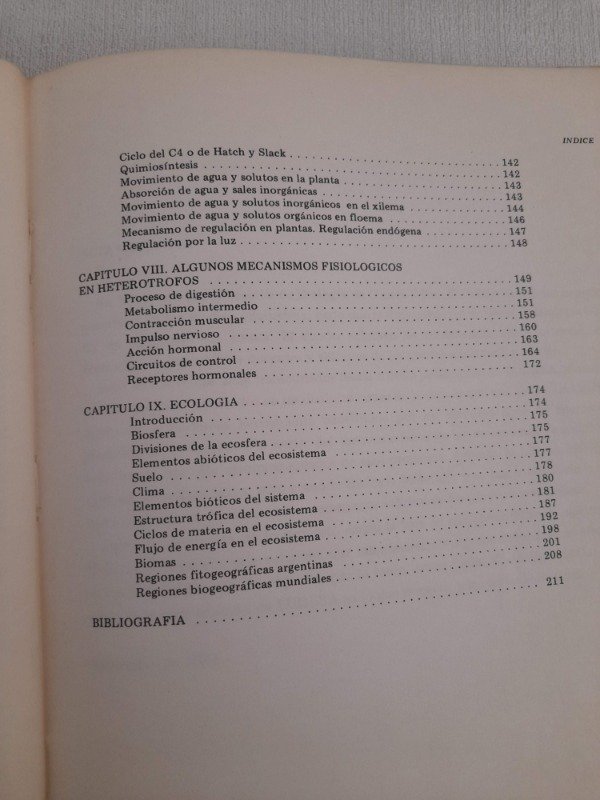 INDICE
Ciclo del C4 o de Hatch y Slack . . . . . . . . . . . . . . . . . . . . . . . . . 142
Quimiosíntesis . . . . . . . . . . . . . . . . . . . . . . . . . 142
Movimiento de agua y solutos en la planta . . . . . . . . . . . . . . . . . . . . 143
Absorción de agua y sales inorgánicas . . . . . . . . . . . . . . . . . . . . 143
Movimiento de agua y solutos inorgánicos en el xilema . . . . . . . . . . . . 144
Movimiento de agua y solutos orgánicos en floema . . . . . . . . . . . . . . 146
Mecanismo de regulación en plantas. Regulación endógena . . . . . . . . . 147
Regulación por la luz . . . . . . . . . . . . . . . . . . . . . . . . . 148
CAPITULO VIII. ALGUNOS MECANISMOS FISIOLOGICOS
EN HETEROTROFOS . . . . . . . . . . . . . . . . . . . . . . . . . 149
Proceso de digestión . . . . . . . . . . . . . . . . . . . . . . . . . 151
Metabolismo intermedio . . . . . . . . . . . . . . . . . . . . . . . . . 151
Contracción muscular . . . . . . . . . . . . . . . . . . . . . . . . . 158
Impulso nervioso . . . . . . . . . . . . . . . . . . . . . . . . . 160
Acción hormonal . . . . . . . . . . . . . . . . . . . . . . . . . 163
Circuitos de control . . . . . . . . . . . . . . . . . . . . . . . . . 164
Receptores hormonales . . . . . . . . . . . . . . . . . . . . . . . . . 172
CAPITULO IX. ECOLOGIA . . . . . . . . . . . . . . . . . . . . . . . . . 174
Introducción . . . . . . . . . . . . . . . . . . . . . . . . . 174
Biosfera . . . . . . . . . . . . . . . . . . . . . . . . . 175
Divisiones de la ecosfera . . . . . . . . . . . . . . . . . . . . . . . . . 175
Elementos abióticos del ecosistema . . . . . . . . . . . . . . . . . . . . 177
Suelo . . . . . . . . . . . . . . . . . . . . . . . . . 177
Clima . . . . . . . . . . . . . . . . . . . . . . . . . 178
Elementos bióticos del sistema . . . . . . . . . . . . . . . . . . . . 180
Estructura trófica del ecosistema . . . . . . . . . . . . . . . . . . . . 181
Ciclos de materia en el ecosistema . . . . . . . . . . . . . . . . . . . . 187
Flujo de energía en el ecosistema . . . . . . . . . . . . . . . . . . . . 192
Biomas . . . . . . . . . . . . . . . . . . . . . . . . . 198
Regiones fitogeográficas argentinas . . . . . . . . . . . . . . . . . . . . 201
Regiones biogeográficas mundiales . . . . . . . . . . . . . . . . . . . . 208
BIBLIOGRAFIA . . . . . . . . . . . . . . . . . . . . . . . . . 211